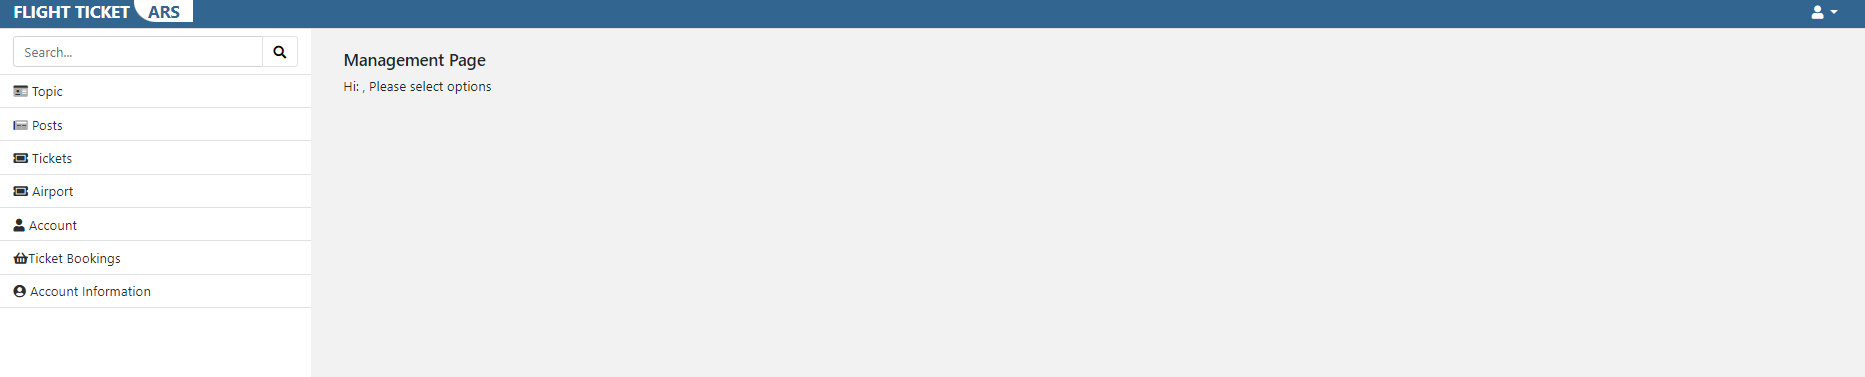 FLIGHT TICKET ARS
Search...
Topic
Posts
Tickets
Airport
Account
Ticket Bookings
Account Information
Management Page
Hi: , Please select options